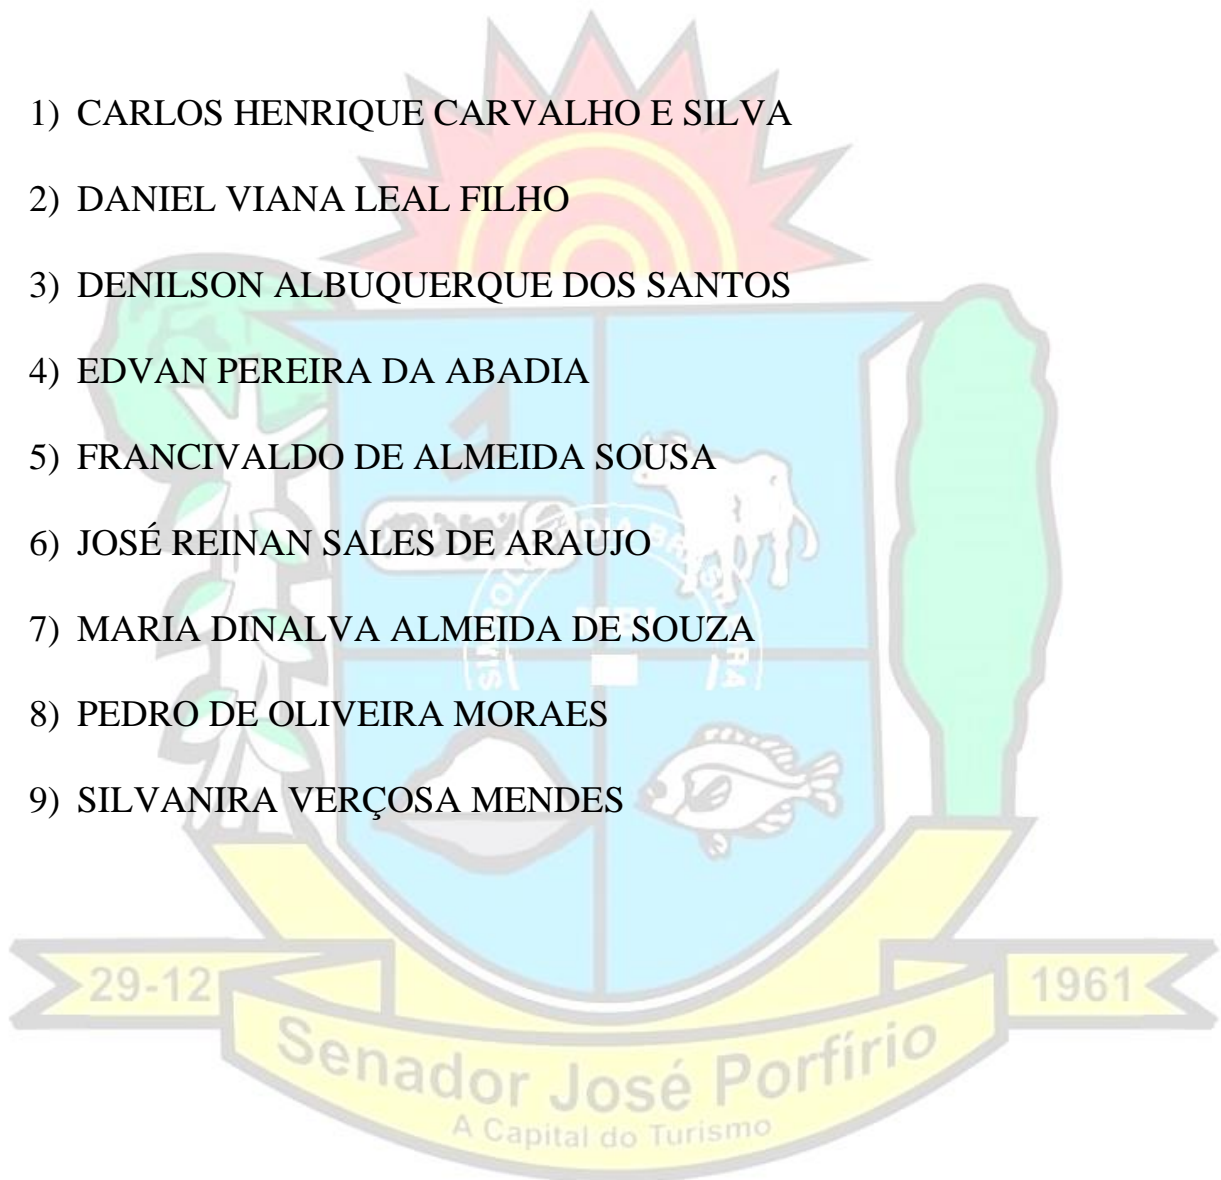 1) CARLOS HENRIQUE CARVALHO E SILVA
2) DANIEL VIANA LEAL FILHO
3) DENILSON ALBUQUERQUE DOS SANTOS
4) EDVAN PEREIRA DA ABADIA
5) FRANCIVALDO DE ALMEIDA SOUSA
6) JOSÉ REINAN SALES DE ARAUJO
7) MARIA DINALVA ALMEIDA DE SOUZA
8) PEDRO DE OLIVEIRA MORAES
9) SILVANIRA VERÇOSA MENDES
29-12
1961
Senador José Porfírio
A Capital do Turismo